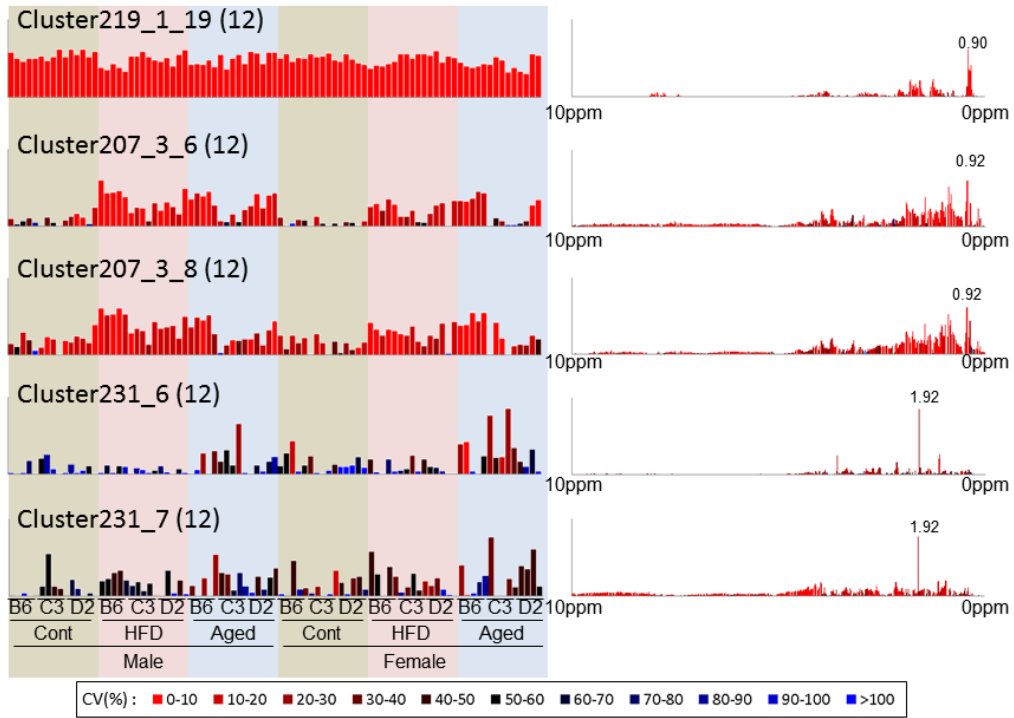 Cluster219_1_19 (12)
0.90
10ppm 0ppm
Cluster207_3_6 (12)
0.92
10ppm 0ppm
Cluster207_3_8 (12)
0.92
10ppm 0ppm
Cluster231_6 (12)
1.92
10ppm 0ppm
Cluster231_7 (12)
1.92
10ppm 0ppm
B6 C3 D2 B6 C3 D2 B6 C3 D2 B6 C3 D2 B6 C3 D2 B6 C3 D2
Cont HFD Aged Cont HFD Aged
Male Female
CV(%) : 0-10 10-20 20-30 30-40 40-50 50-60 60-70 70-80 80-90 90-100 >100